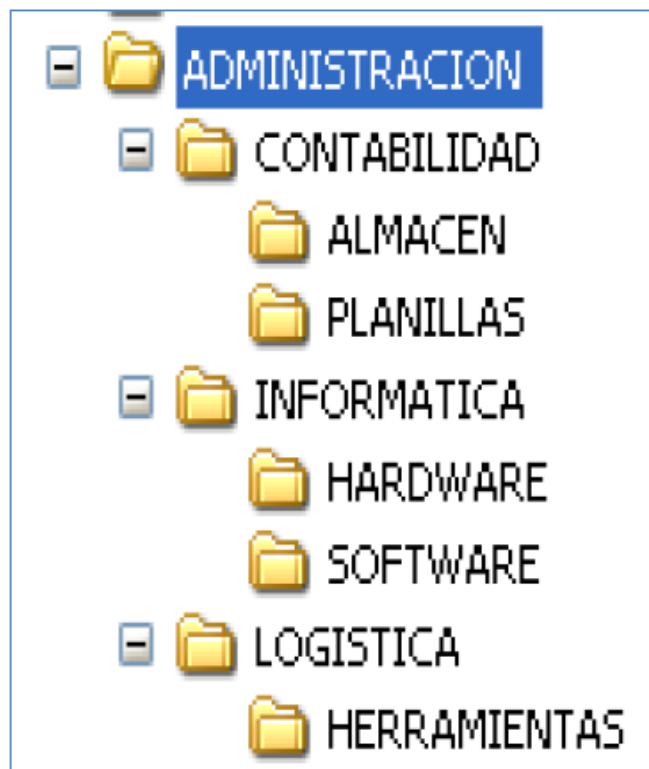 ADMINISTRACION
CONTABILIDAD
ALMACEN
PLANILLAS
INFORMATICA
HARDWARE
SOFTWARE
LOGISTICA
HERRAMIENTAS